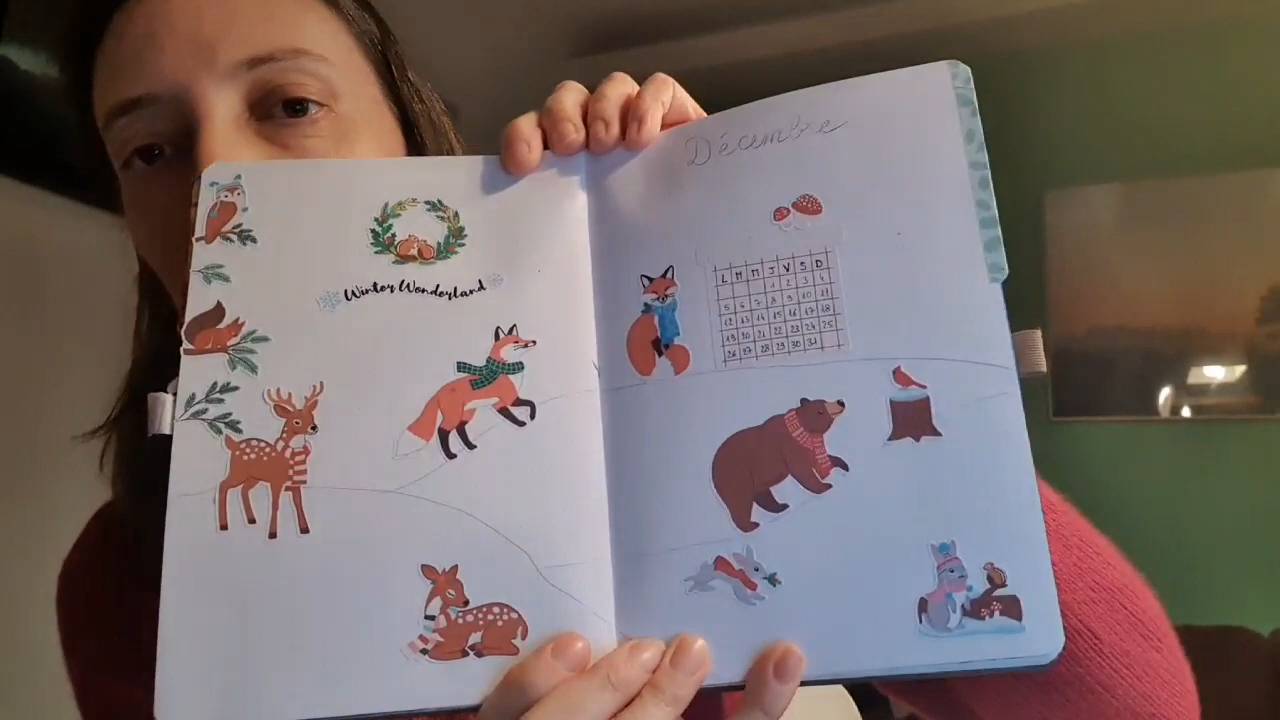 Winter Wonderland
Décembre
L M M J V S D
1 2 3 4
5 6 7 8 9 10 11
12 13 14 15 16 17 18
19 20 21 22 23 24 25
26 27 28 29 30 31